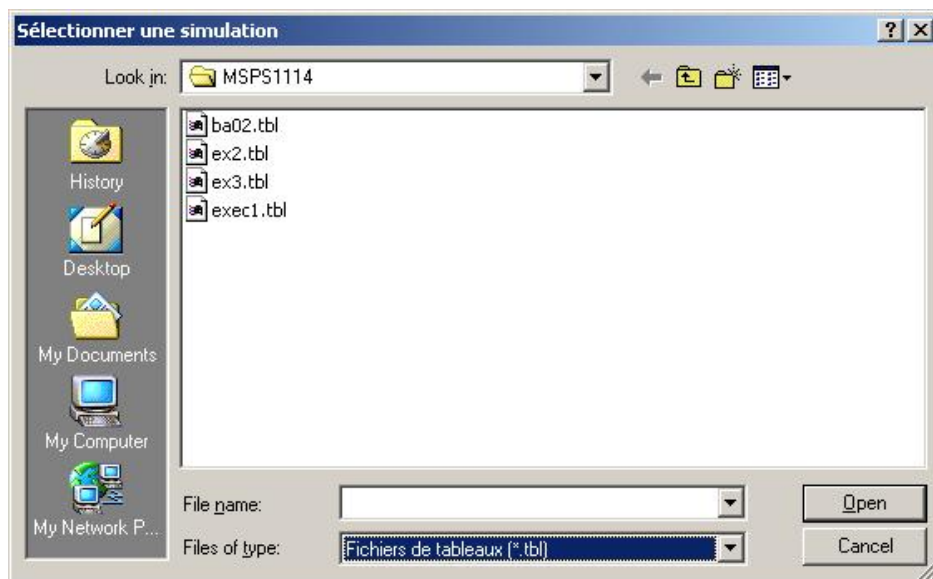 Sélectionner une simulation
Look in: MSPS1114
ba02.tbl
ex2.tbl
ex3.tbl
exec1.tbl
History
Desktop
My Documents
My Computer
My Network P...
File name:
Open
Files of type: Fichiers de tableaux (*.tbl)
Cancel